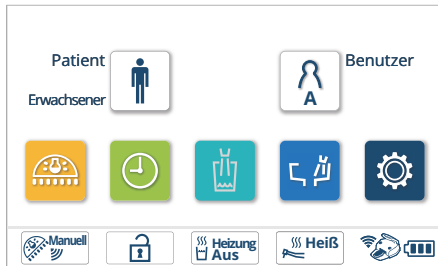 Patient
Benutzer
Erwachsener
A
Manuell
Heizung
Aus
Heiß